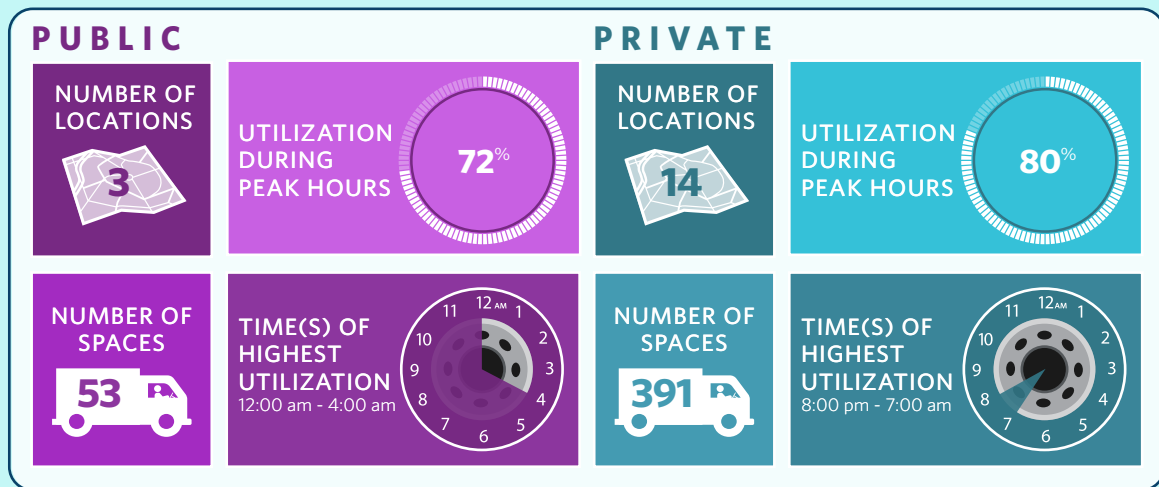 PUBLIC
NUMBER OF
LOCATIONS
3
UTILIZATION
DURING
PEAK HOURS
72%
NUMBER OF
SPACES
53
TIME(S) OF
HIGHEST
UTILIZATION
12:00 am - 4:00 am
12 AM
1
2
3
4
5
6
7
8
9
10
11
PRIVATE
NUMBER OF
LOCATIONS
14
UTILIZATION
DURING
PEAK HOURS
80%
NUMBER OF
SPACES
391
TIME(S) OF
HIGHEST
UTILIZATION
8:00 pm - 7:00 am
12AM
1
2
3
4
5
6
7
8
9
10
11